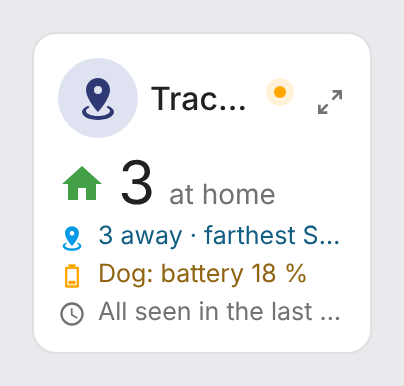 Trac...
3 at home
3 away · farthest S...
Dog: battery 18 %
All seen in the last ...